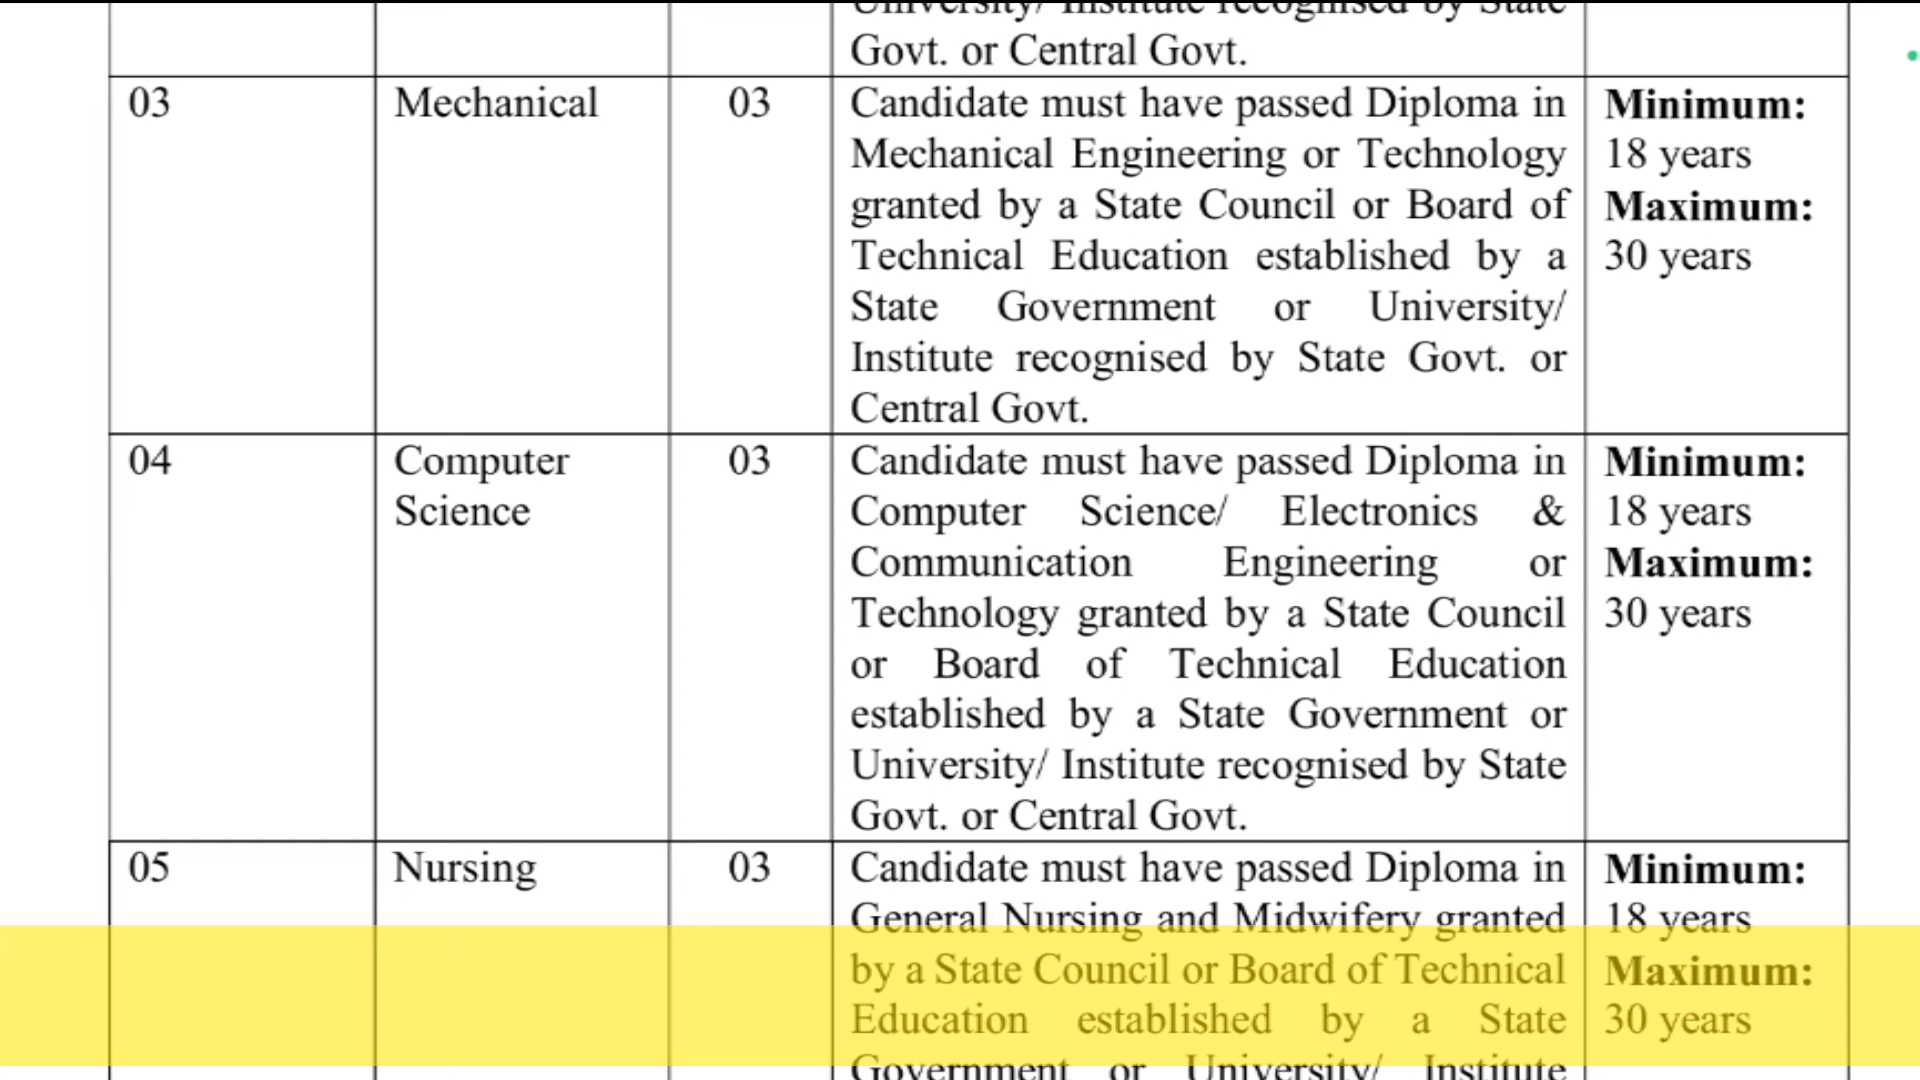 University/ Institute recognised by State
Govt. or Central Govt.
03 Mechanical 03 Candidate must have passed Diploma in Minimum:
Mechanical Engineering or Technology 18 years
granted by a State Council or Board of Maximum:
Technical Education established by a 30 years
State Government or University/
Institute recognised by State Govt. or
Central Govt.
04 Computer 03 Candidate must have passed Diploma in Minimum:
Science Computer Science/ Electronics & 18 years
Communication Engineering or Maximum:
Technology granted by a State Council 30 years
or Board of Technical Education
established by a State Government or
University/ Institute recognised by State
Govt. or Central Govt.
05 Nursing 03 Candidate must have passed Diploma in Minimum:
General Nursing and Midwifery granted 18 years
by a State Council or Board of Technical Maximum:
Education established by a State 30 years
Government or University/ Institute